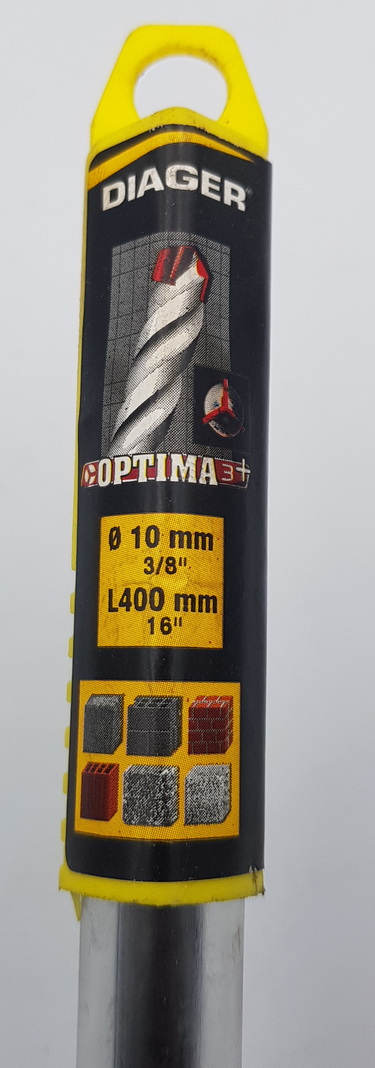 DIAGER
OPTIMA3+
Ø 10 mm
3/8"
L400 mm
16"